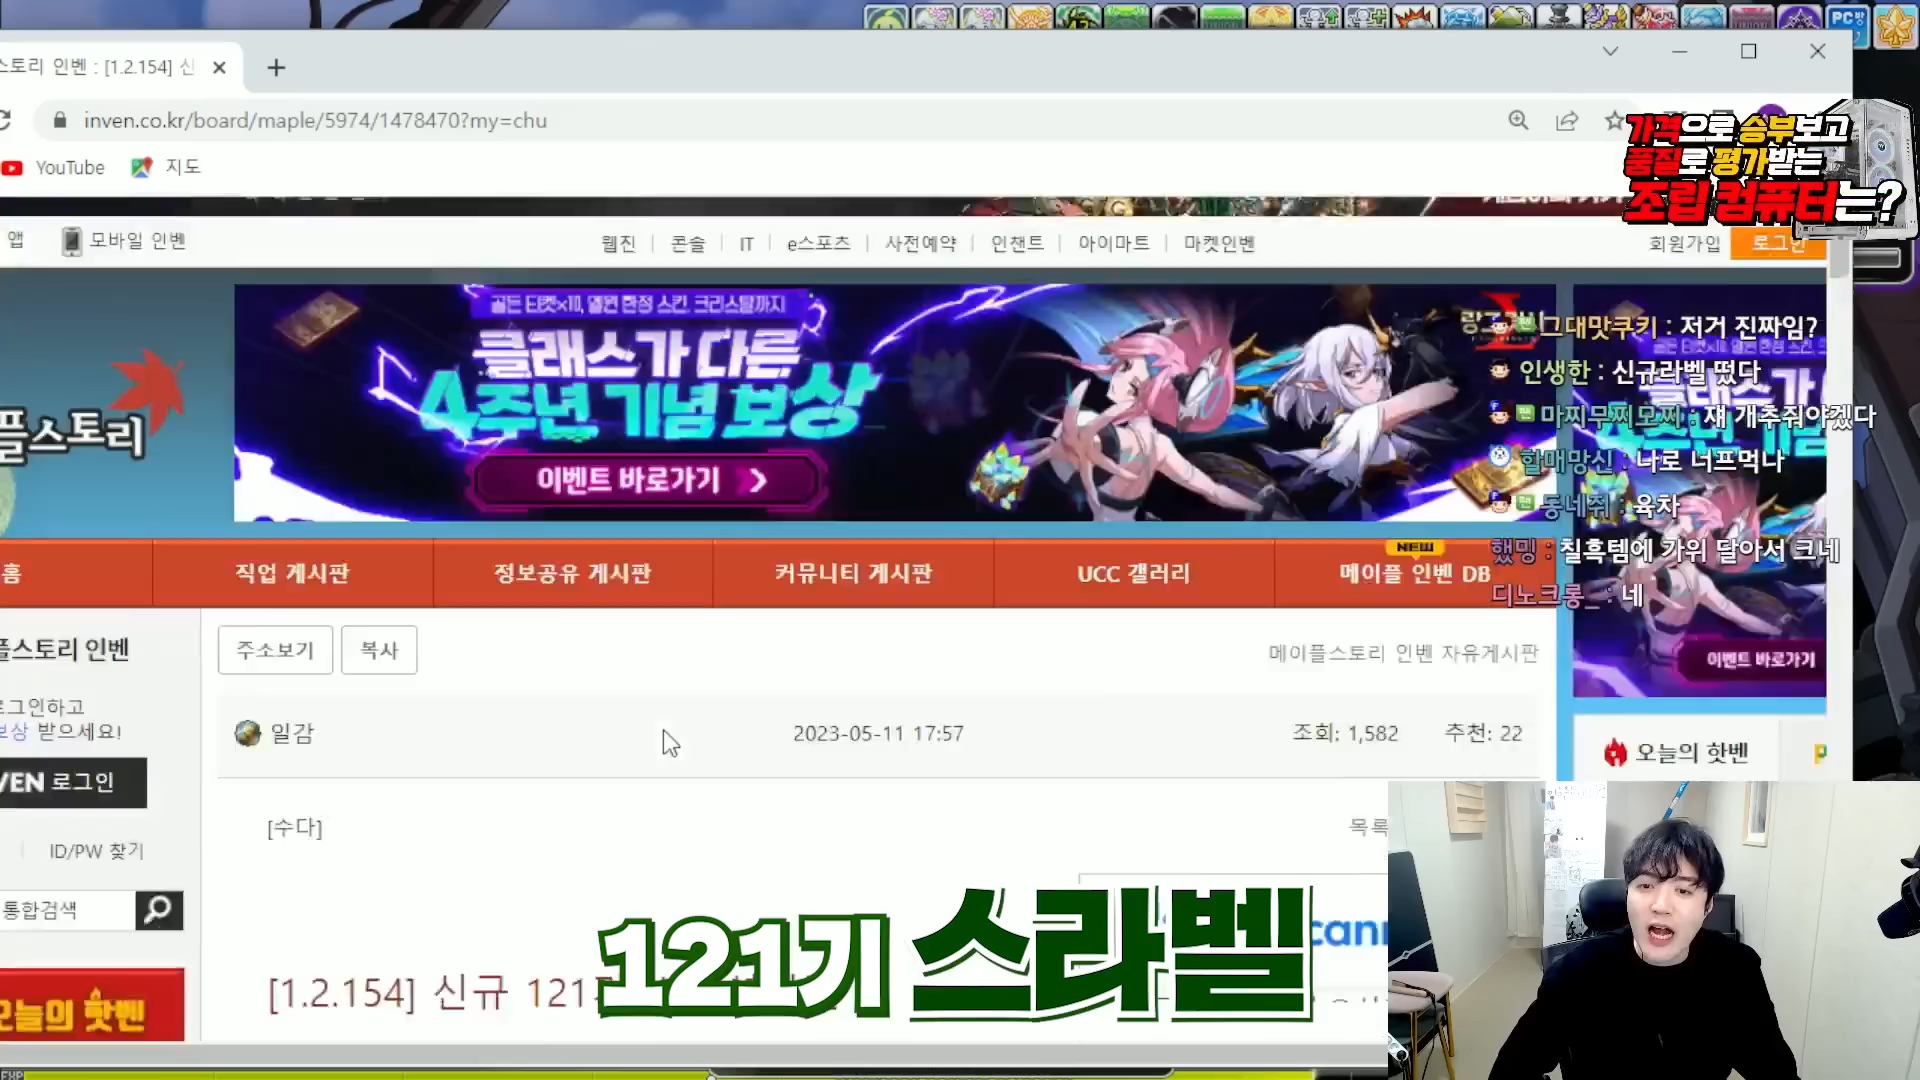 스토리 인벤 : [1.2.154] 신
inven.co.kr/board/maple/5974/1478470?my=chu
YouTube 지도
가격으로 승부보고
품질로 평가받는
조립 컴퓨터는?
앱 모바일 인벤
웹진 콘솔 IT e스포츠 사전예약 인챈트 아이마트 마켓인벤
회원가입 로그인
골든 티켓×10, 엘윈 한정 스킨, 크리스탈까지
클래스가 다른
4주년 기념 보상
이벤트 바로가기
플스토리
그대맛쿠키 : 저거 진짜임?
인생한 : 신규라벨 떴다
마찌무찌모찌 : 쟤 개추줘야겠다
할매망신 : 나로 너프먹나
동네쥐 : 육차
했밍 : 칠흑템에 가위 달아서 크네
디노크롱_ : 네
이벤트 바로가기
홈 직업 게시판 정보공유 게시판 커뮤니티 게시판 UCC 갤러리 메이플 인벤 DB
NEW
플스토리 인벤
주소보기 복사
메이플스토리 인벤 자유게시판
로그인하고
보상 받으세요!
VEN 로그인
ID/PW 찾기
통합검색
오늘의 핫벤
일감 2023-05-11 17:57 조회: 1,582 추천: 22
오늘의 핫벤
[수다]
목록
[1.2.154] 신규 121
121기 스라벨
PC방
EXP